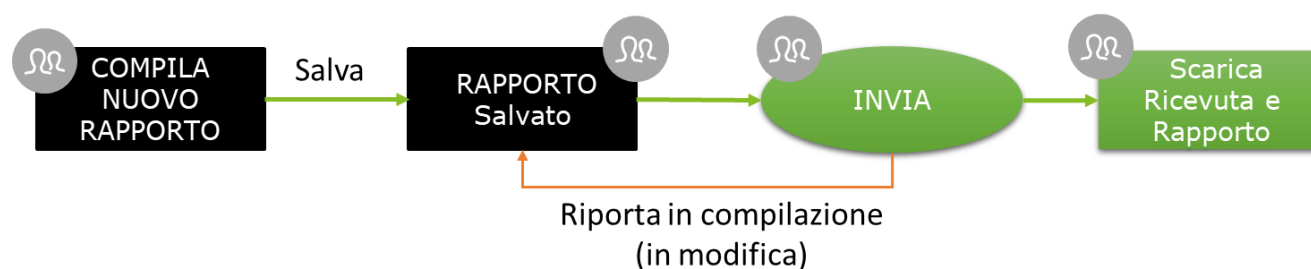 COMPILA
NUOVO
RAPPORTO
Salva
RAPPORTO
Salvato
INVIA
Scarica
Ricevuta e
Rapporto
Riporta in compilazione
(in modifica)